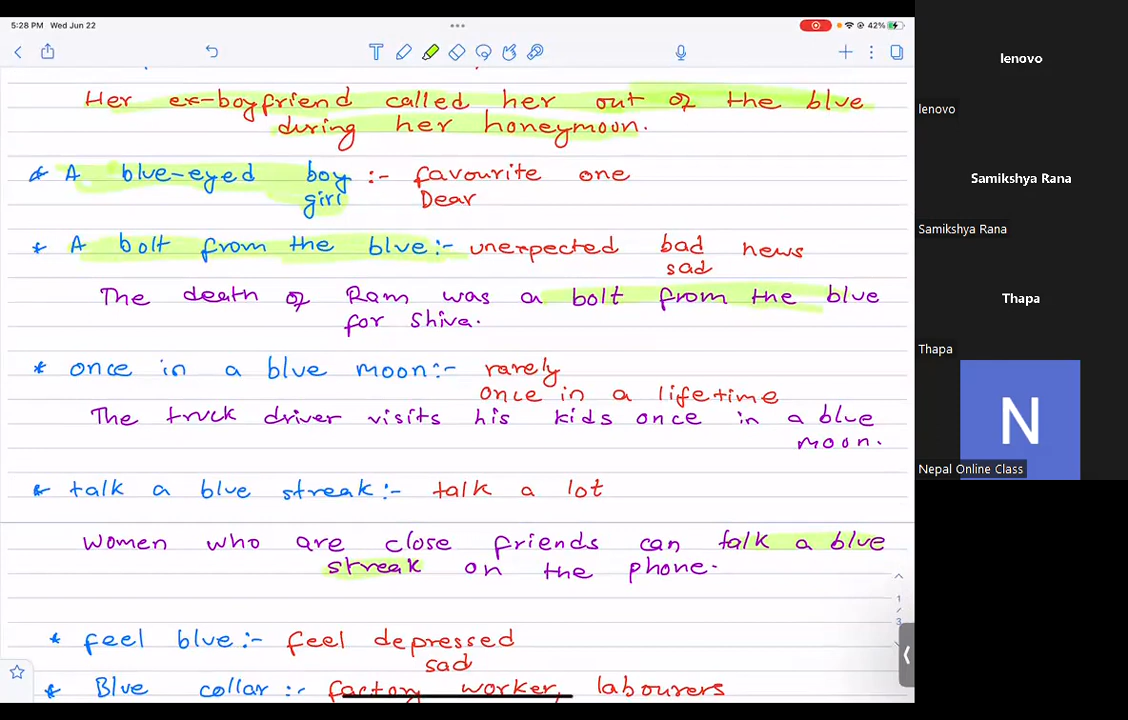 5:28 PM Wed Jun 22
42%
Her ex-boyfriend called her out of the blue
during her honeymoon.
* A blue-eyed boy :- favourite one
girl Dear
* A bolt from the blue:- unexpected bad news
sad
The death of Ram was a bolt from the blue
for Shiva.
* once in a blue moon:- rarely
once in a lifetime
The truck driver visits his kids once in a blue
moon.
* talk a blue streak:- talk a lot
Women who are close friends can talk a blue
streak on the phone.
* feel blue:- feel depressed
sad
* Blue collar :- factory worker, labourers
1
/
3
lenovo
lenovo
Samikshya Rana
Samikshya Rana
Thapa
Thapa
N
Nepal Online Class